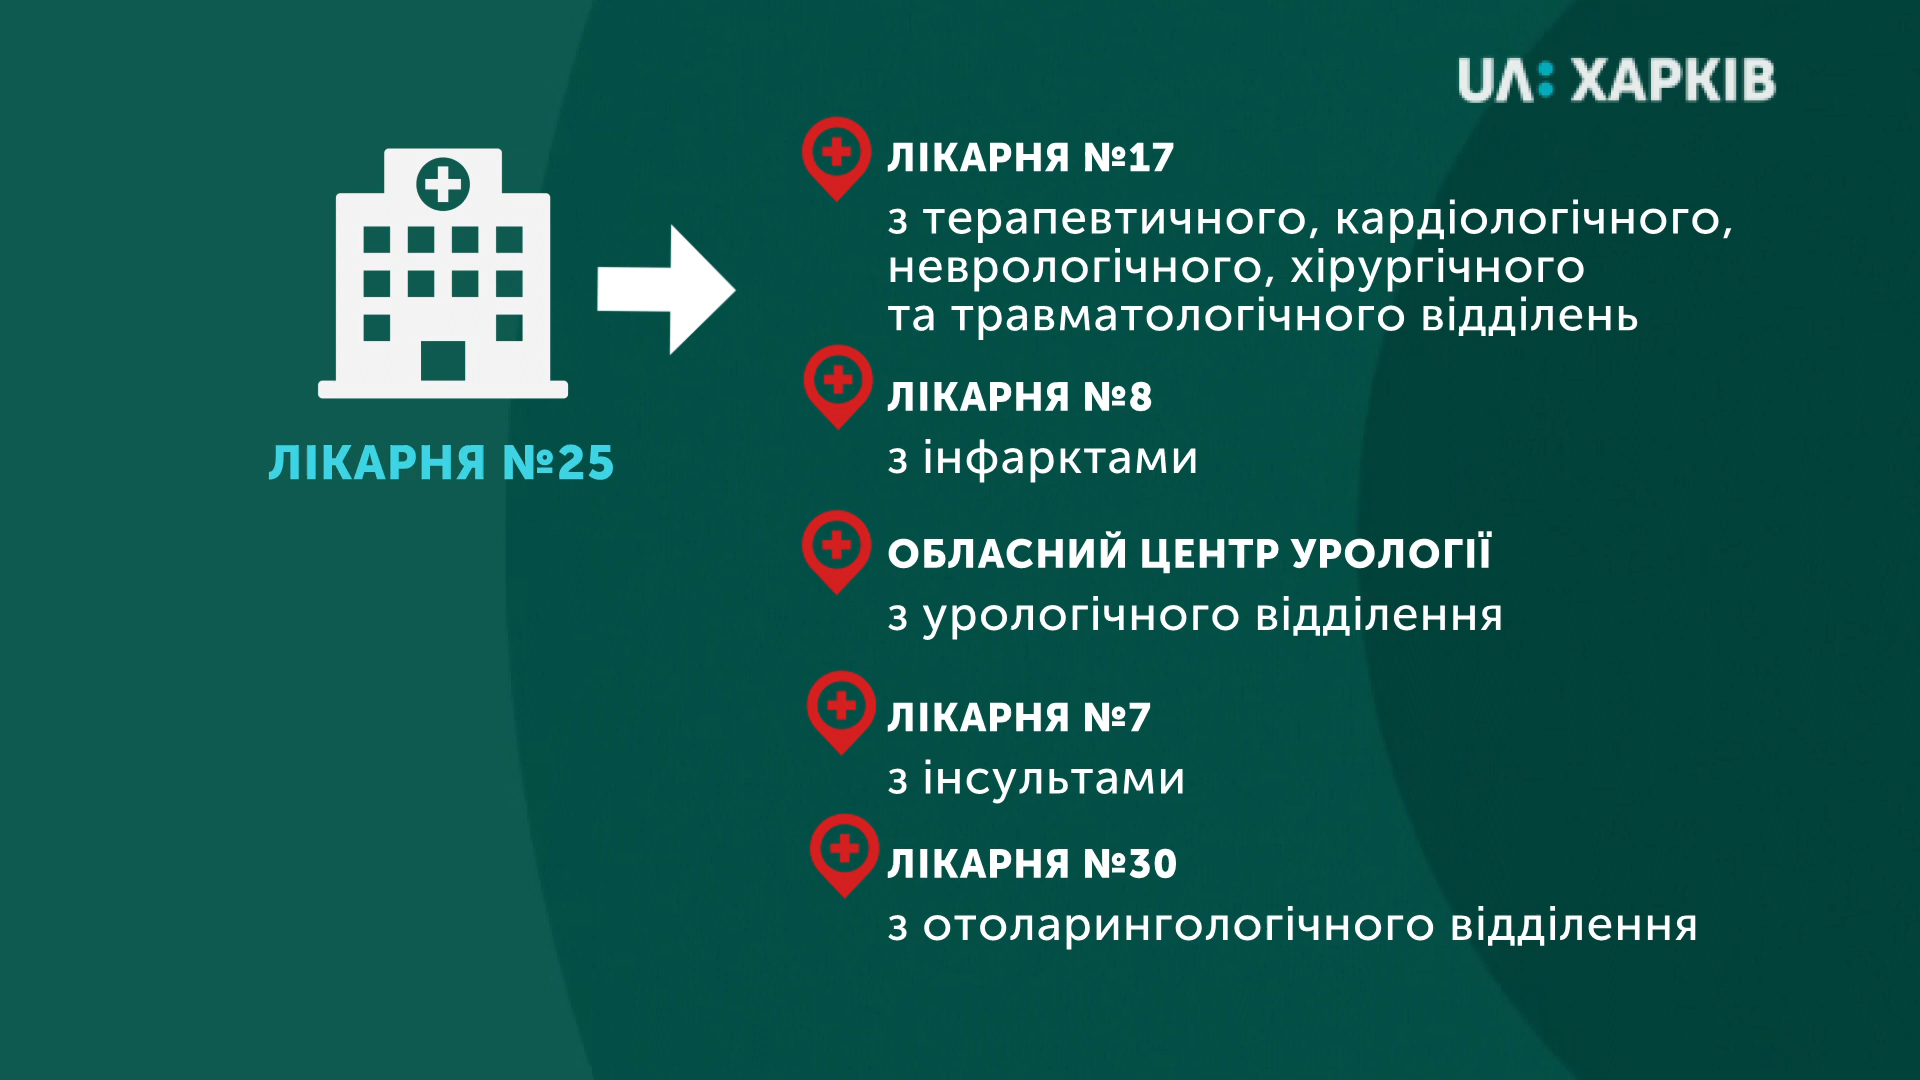 UA: ХАРКІВ
ЛІКАРНЯ №25
ЛІКАРНЯ №17
з терапевтичного, кардіологічного,
неврологічного, хірургічного
та травматологічного відділень
ЛІКАРНЯ №8
з інфарктами
ОБЛАСНИЙ ЦЕНТР УРОЛОГІЇ
з урологічного відділення
ЛІКАРНЯ №7
з інсультами
ЛІКАРНЯ №30
з отоларингологічного відділення